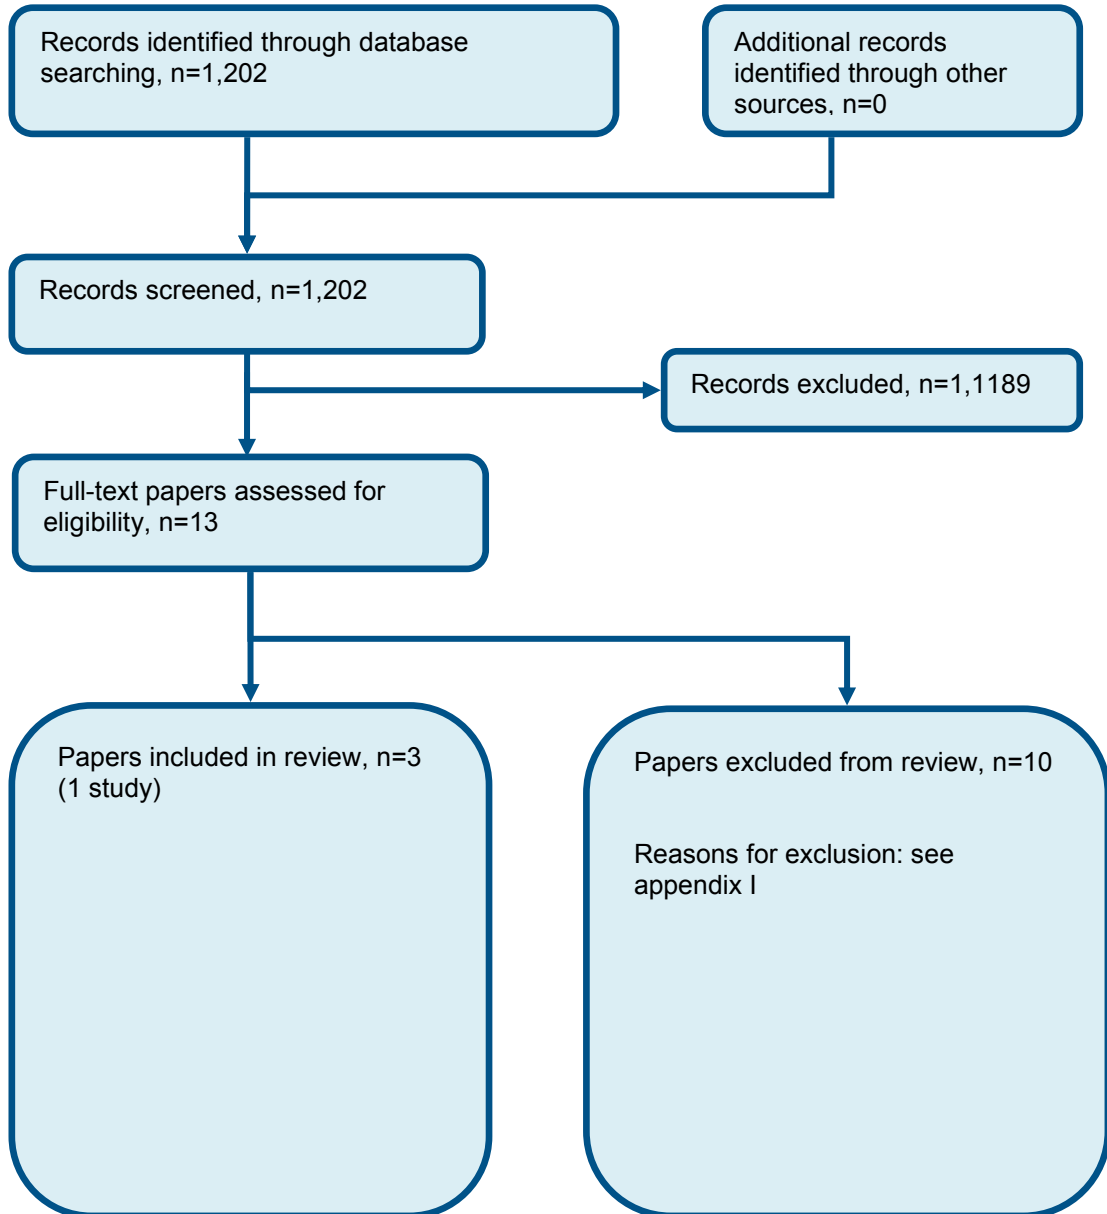 Records identified through database
searching, n=1,202
Additional records
identified through other
sources, n=0
Records screened, n=1,202
Records excluded, n=1,1189
Full-text papers assessed for
eligibility, n=13
Papers included in review, n=3
(1 study)
Papers excluded from review, n=10
Reasons for exclusion: see
appendix I